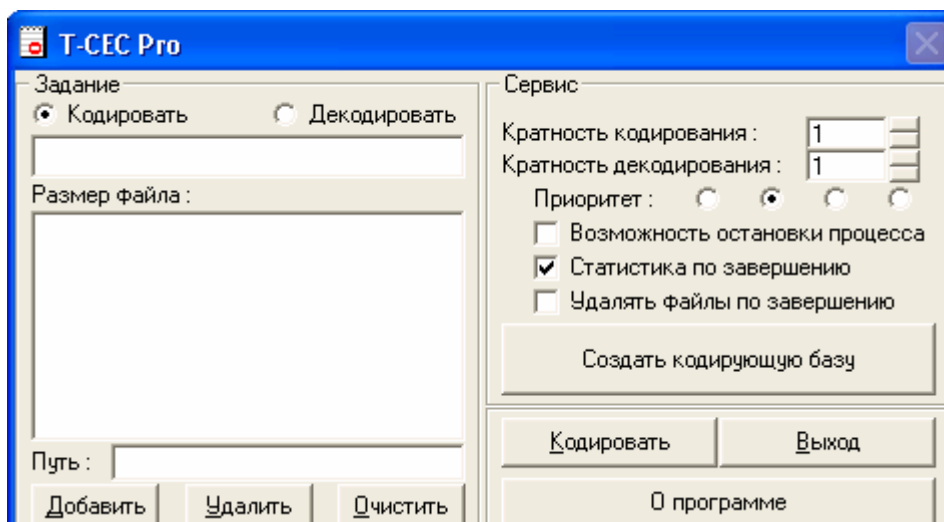 T-CEC Pro
Задание
Кодировать
Декодировать
Размер файла :
Путь :
Добавить
Удалить
Очистить
Сервис
Кратность кодирования :
1
Кратность декодирования :
1
Приоритет :
Возможность остановки процесса
Статистика по завершению
Удалять файлы по завершению
Создать кодирующую базу
Кодировать
Выход
О программе